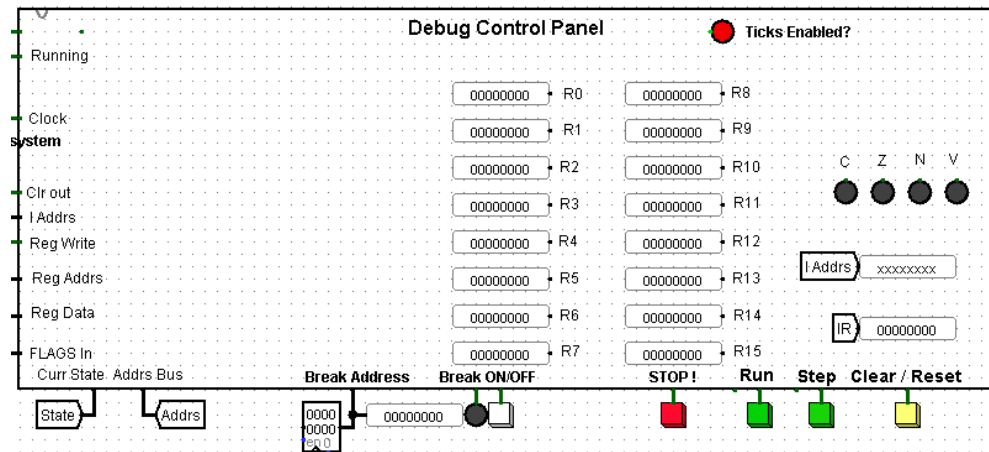 Debug Control Panel
Ticks Enabled?
Running
00000000 R0 00000000 R8
Clock
00000000 R1 00000000 R9
system
00000000 R2 00000000 R10
C Z N V
Clr out
00000000 R3 00000000 R11
I Addrs
Reg Write
00000000 R4 00000000 R12
I Addrs xxxxxxxx
Reg Addrs
00000000 R5 00000000 R13
Reg Data
00000000 R6 00000000 R14
IR 00000000
FLAGS In
00000000 R7 00000000 R15
Curr State Addrs Bus Break Address Break ON/OFF STOP ! Run Step Clear / Reset
State Addrs 0000 00000000
0000
en 0